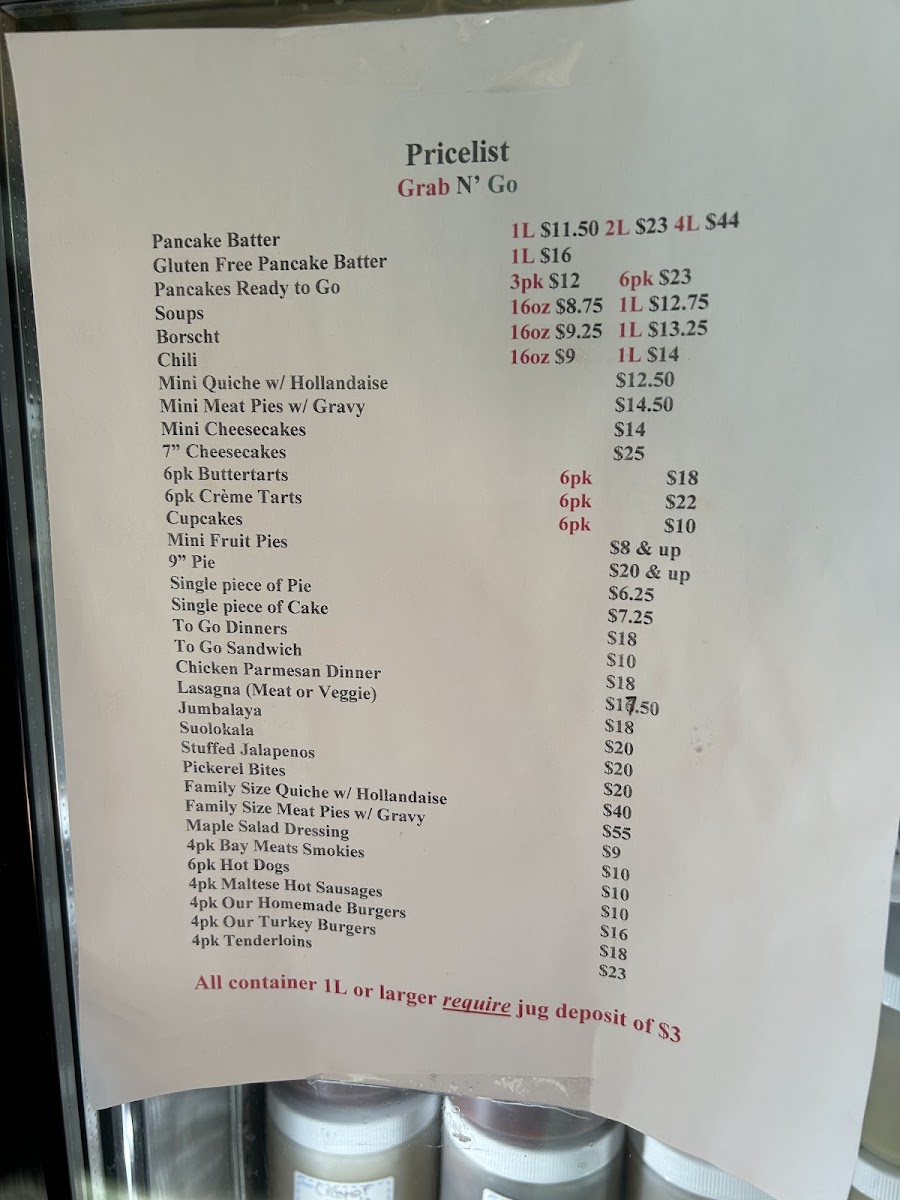 Pricelist
Grab N' Go
Pancake Batter 1L $11.50 2L $23 4L $44
Gluten Free Pancake Batter 1L $16
Pancakes Ready to Go 3pk $12 6pk $23
Soups 16oz $8.75 1L $12.75
Borscht 16oz $9.25 1L $13.25
Chili 16oz $9 1L $14
Mini Quiche w/ Hollandaise $12.50
Mini Meat Pies w/ Gravy $14.50
Mini Cheesecakes $14
7” Cheesecakes $25
6pk Buttertarts 6pk $18
6pk Crème Tarts 6pk $22
Cupcakes 6pk $10
Mini Fruit Pies $8 & up
9” Pie $20 & up
Single piece of Pie $6.25
Single piece of Cake $7.25
To Go Dinners $18
To Go Sandwich $10
Chicken Parmesan Dinner $18
Lasagna (Meat or Veggie) $17.50
Jumbalaya $18
Suolokala $20
Stuffed Jalapenos $20
Pickerel Bites $20
Family Size Quiche w/ Hollandaise $40
Family Size Meat Pies w/ Gravy $55
Maple Salad Dressing $9
4pk Bay Meats Smokies $10
6pk Hot Dogs $10
4pk Maltese Hot Sausages $10
4pk Our Homemade Burgers $16
4pk Our Turkey Burgers $18
4pk Tenderloins $23
All container 1L or larger require jug deposit of $3